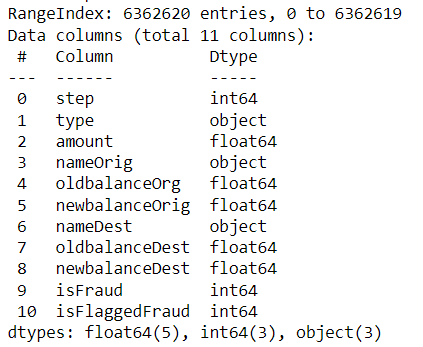 RangeIndex: 6362620 entries, 0 to 6362619
Data columns (total 11 columns):
 #   Column          Dtype
---  ------          -----
 0   step            int64
 1   type            object
 2   amount          float64
 3   nameOrig        object
 4   oldbalanceOrg   float64
 5   newbalanceOrig  float64
 6   nameDest        object
 7   oldbalanceDest  float64
 8   newbalanceDest  float64
 9   isFraud         int64
 10  isFlaggedFraud  int64
dtypes: float64(5), int64(3), object(3)